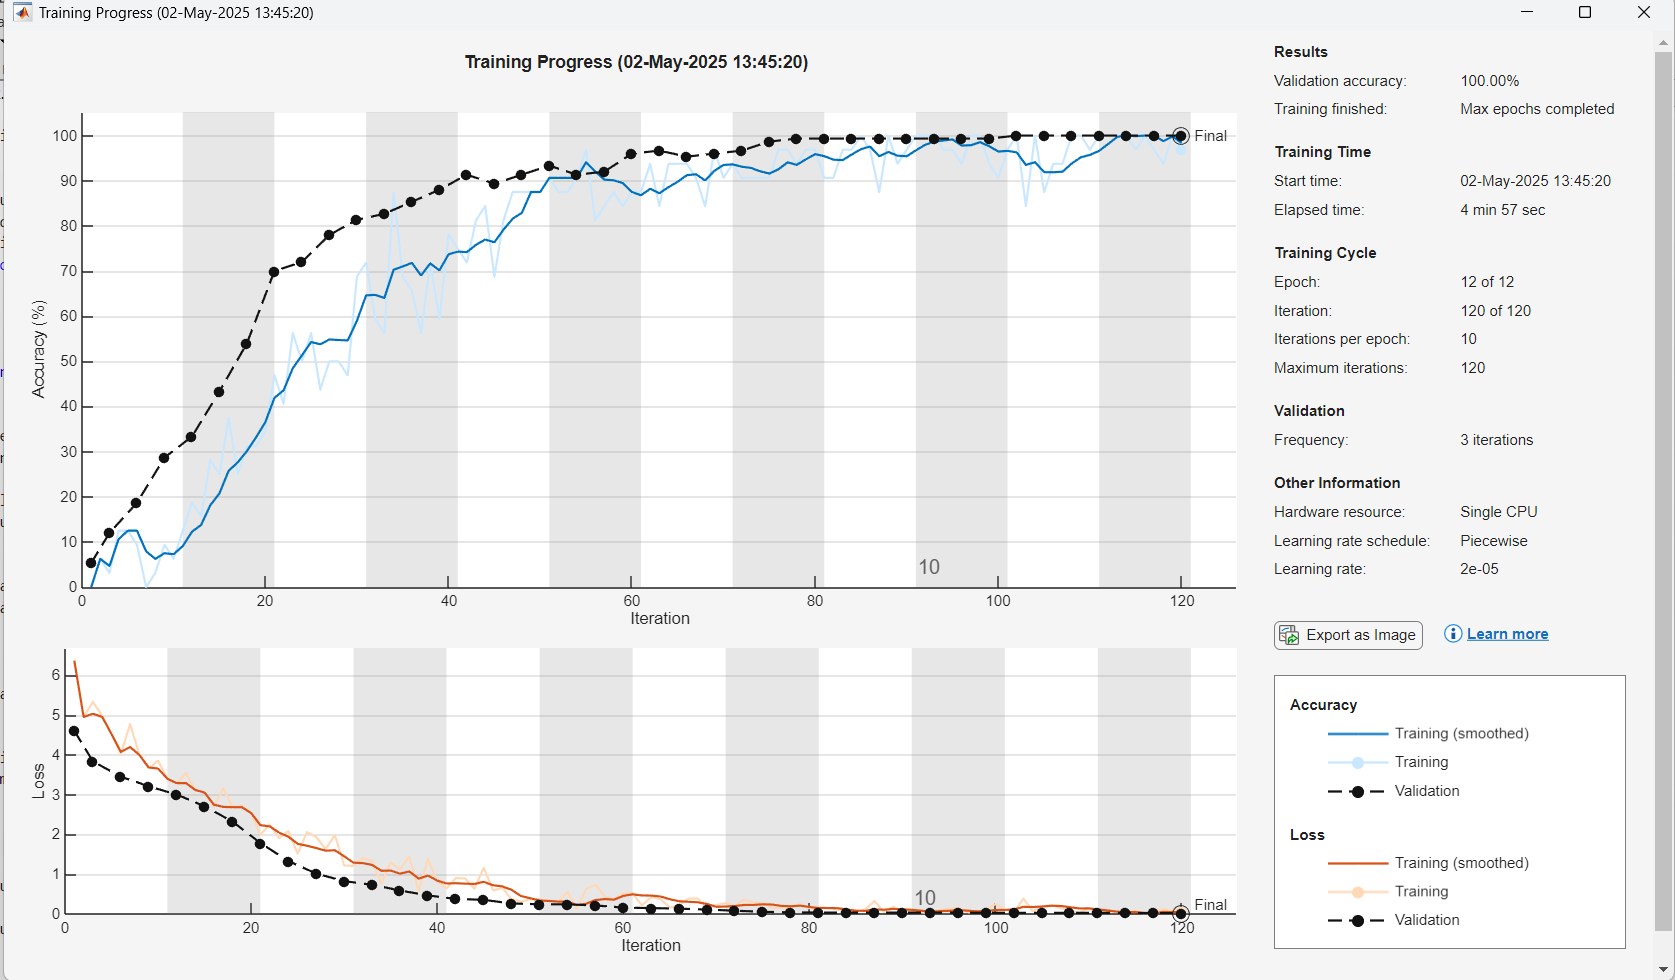 Training Progress (02-May-2025 13:45:20)
Training Progress (02-May-2025 13:45:20)
100
90
80
70
60
50
40
30
20
10
0
Accuracy (%)
Final
10
0 20 40 60 80 100 120
Iteration
6
5
4
3
2
1
0
Loss
10
Final
0 20 40 60 80 100 120
Iteration
Results
Validation accuracy: 100.00%
Training finished: Max epochs completed
Training Time
Start time: 02-May-2025 13:45:20
Elapsed time: 4 min 57 sec
Training Cycle
Epoch: 12 of 12
Iteration: 120 of 120
Iterations per epoch: 10
Maximum iterations: 120
Validation
Frequency: 3 iterations
Other Information
Hardware resource: Single CPU
Learning rate schedule: Piecewise
Learning rate: 2e-05
Export as Image Learn more
Accuracy
Training (smoothed)
Training
Validation
Loss
Training (smoothed)
Training
Validation